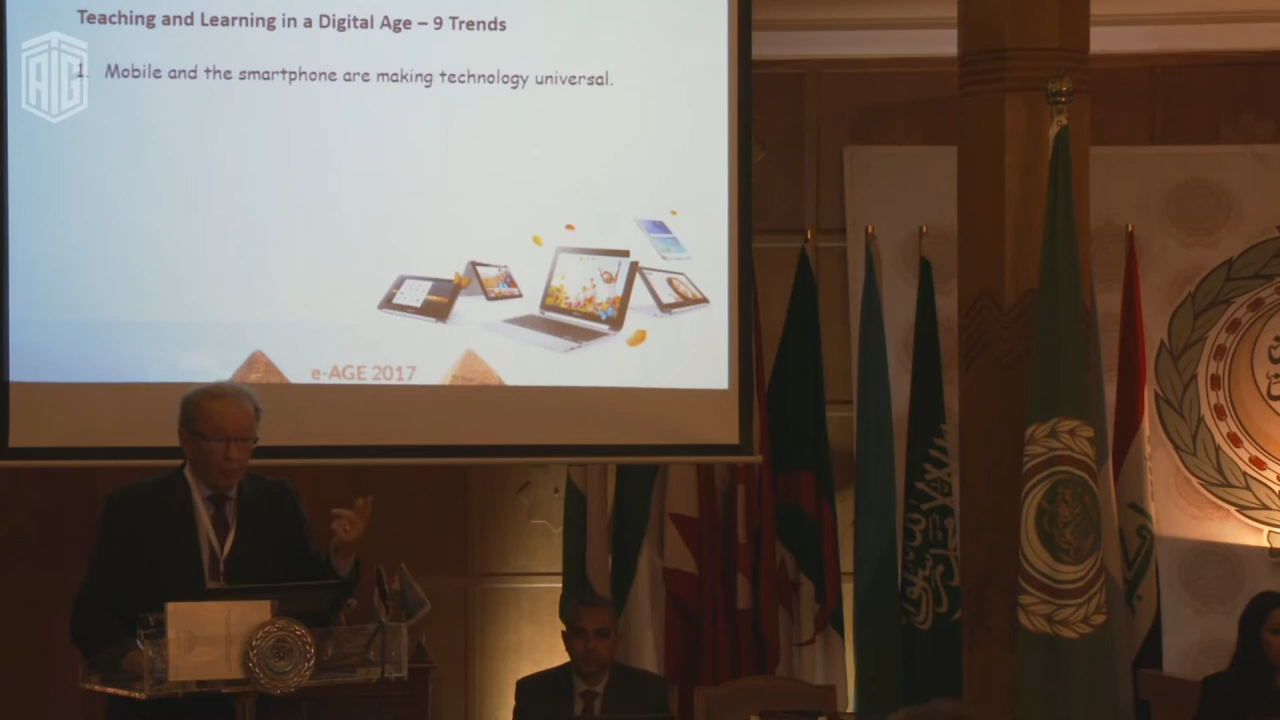 Teaching and Learning in a Digital Age – 9 Trends
1. Mobile and the smartphone are making technology universal.
e-AGE 2017